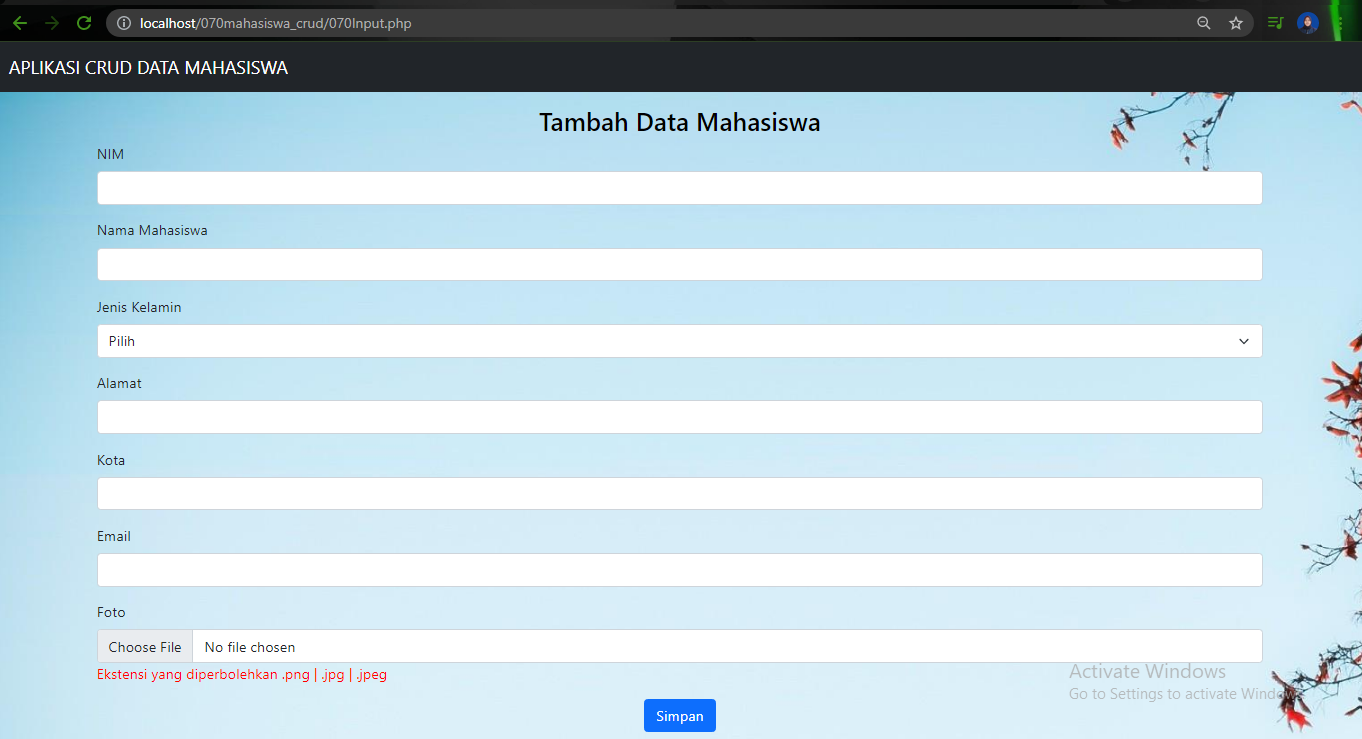 localhost/070mahasiswa_crud/070Input.php
APLIKASI CRUD DATA MAHASISWA
Tambah Data Mahasiswa
NIM
Nama Mahasiswa
Jenis Kelamin
Pilih
Alamat
Kota
Email
Foto
Choose File No file chosen
Ekstensi yang diperbolehkan .png | .jpg | .jpeg
Activate Windows
Go to Settings to activate Windows.
Simpan